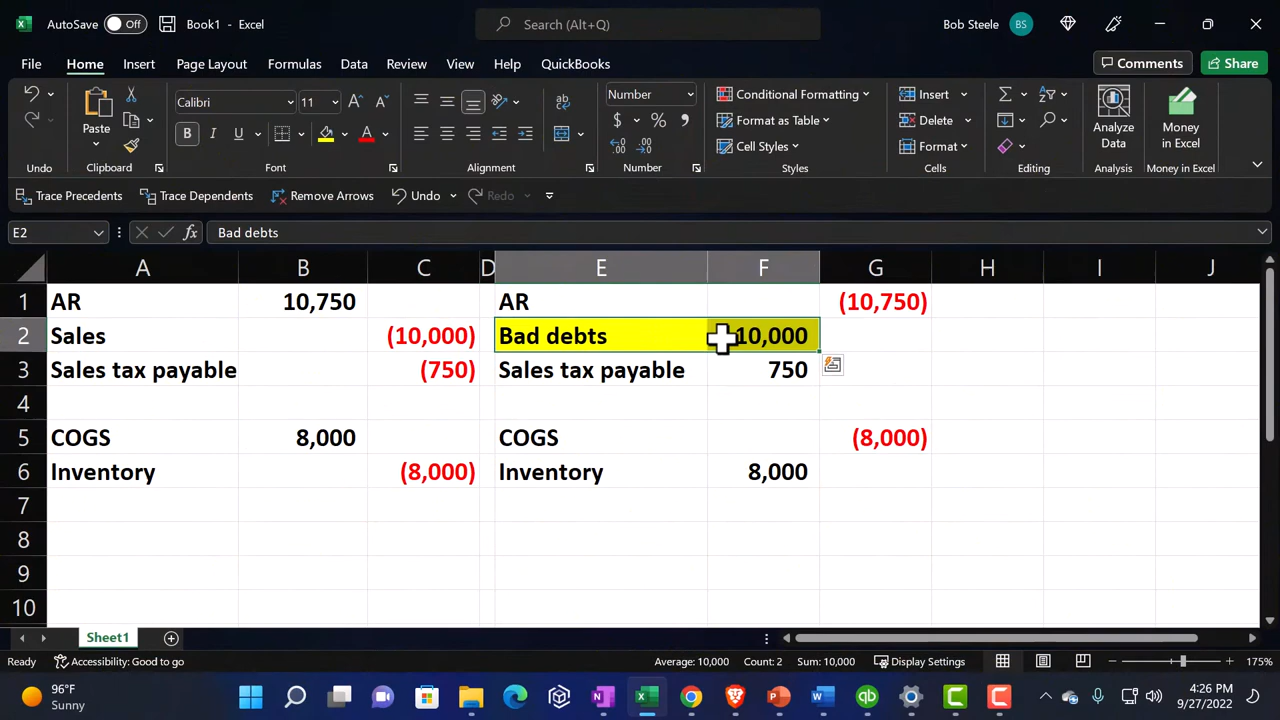 AutoSave Off Book1 - Excel Search (Alt+Q) Bob Steele BS
File Home Insert Page Layout Formulas Data Review View Help QuickBooks Comments Share
Paste Calibri 11 A A Number Conditional Formatting Insert
B I U A $ % Format as Table Delete Analyze Data Money in Excel
Cell Styles Format
Undo Clipboard Font Alignment Number Styles Cells Editing Analysis Money in Excel
Trace Precedents Trace Dependents Remove Arrows Undo Redo
E2 fx Bad debts
A B C D E F G H I J
1 AR 10,750 AR (10,750)
2 Sales (10,000) Bad debts 10,000
3 Sales tax payable (750) Sales tax payable 750
4
5 COGS 8,000 COGS (8,000)
6 Inventory (8,000) Inventory 8,000
7
8
9
10
Sheet1
Ready Accessibility: Good to go Average: 10,000 Count: 2 Sum: 10,000 Display Settings 175%
96°F 4:26 PM
Sunny 9/27/2022